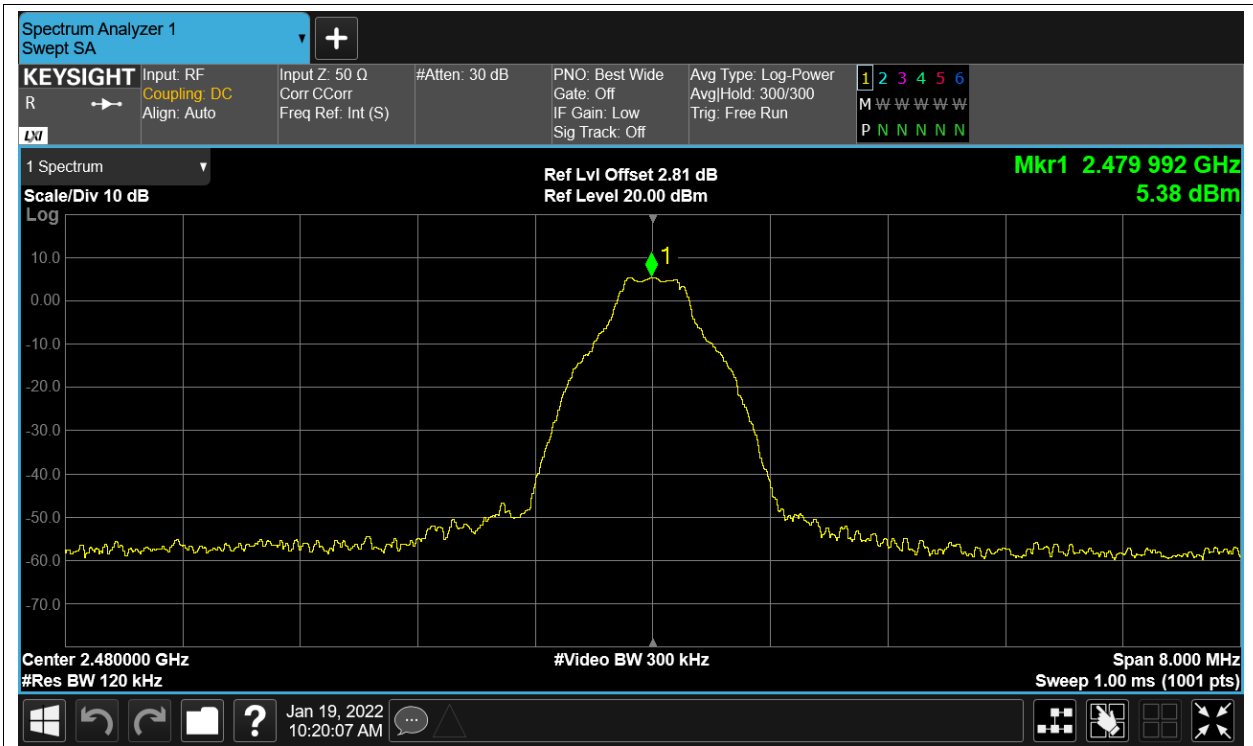 Spectrum Analyzer 1
Swept SA
KEYSIGHT
R
LXI
Input: RF
Coupling: DC
Align: Auto
Input Z: 50 Ω
Corr CCorr
Freq Ref: Int (S)
#Atten: 30 dB
PNO: Best Wide
Gate: Off
IF Gain: Low
Sig Track: Off
Avg Type: Log-Power
Avg|Hold: 300/300
Trig: Free Run
1 2 3 4 5 6
M W W W W W W
P N N N N N N
1 Spectrum
Scale/Div 10 dB
Log
Ref Lvl Offset 2.81 dB
Ref Level 20.00 dBm
Mkr1 2.479 992 GHz
5.38 dBm
1
10.0
0.00
-10.0
-20.0
-30.0
-40.0
-50.0
-60.0
-70.0
Center 2.480000 GHz
#Res BW 120 kHz
#Video BW 300 kHz
Span 8.000 MHz
Sweep 1.00 ms (1001 pts)
?
Jan 19, 2022
10:20:07 AM